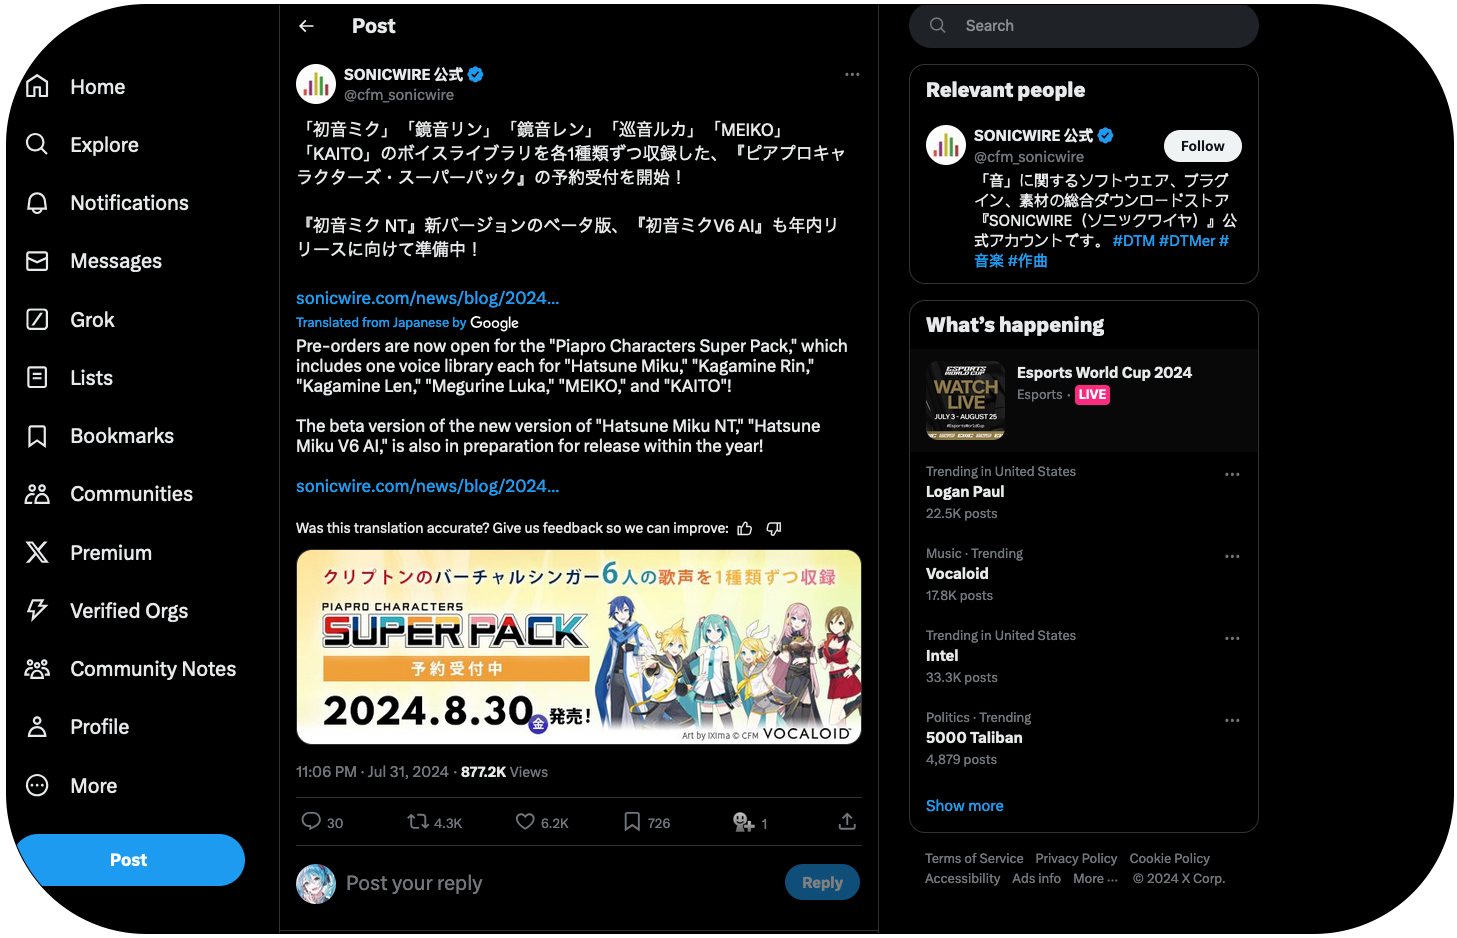 Home
Explore
Notifications
Messages
Grok
Lists
Bookmarks
Communities
Premium
Verified Orgs
Community Notes
Profile
More
Post
Post
SONICWIRE 公式
@cfm_sonicwire
「初音ミク」「鏡音リン」「鏡音レン」「巡音ルカ」「MEIKO」
「KAITO」のボイスライブラリを各1種類ずつ収録した、『ピアプロキャ
ラクターズ・スーパーパック』の予約受付を開始！
『初音ミク NT』新バージョンのベータ版、『初音ミクV6 AI』も年内リ
リースに向けて準備中！
sonicwire.com/news/blog/2024…
Translated from Japanese by Google
Pre-orders are now open for the "Piapro Characters Super Pack," which
includes one voice library each for "Hatsune Miku," "Kagamine Rin,"
"Kagamine Len," "Megurine Luka," "MEIKO," and "KAITO"!
The beta version of the new version of "Hatsune Miku NT," "Hatsune
Miku V6 AI," is also in preparation for release within the year!
sonicwire.com/news/blog/2024…
Was this translation accurate? Give us feedback so we can improve:
クリプトンのバーチャルシンガー6人の歌声を1種類ずつ収録
PIAPRO CHARACTERS
SUPER PACK
予約受付中
2024.8.30 金 発売!
Art by iXima © CFM VOCALOID
11:06 PM · Jul 31, 2024 · 877.2K Views
30 4.3K 6.2K 726 1
Post your reply
Reply
Search
Relevant people
SONICWIRE 公式
@cfm_sonicwire
Follow
「音」に関するソフトウェア、プラグ
イン、素材の総合ダウンロードストア
『SONICWIRE（ソニックワイヤ）』公
式アカウントです。 #DTM #DTMer #
音楽 #作曲
What's happening
ESPORTS
WORLD CUP
WATCH
LIVE
JULY 3 - AUGUST 25
#EsportsWorldCup
Esports World Cup 2024
Esports · LIVE
Trending in United States
Logan Paul
22.5K posts
Music · Trending
Vocaloid
17.8K posts
Trending in United States
Intel
33.3K posts
Politics · Trending
5000 Taliban
4,879 posts
Show more
Terms of Service Privacy Policy Cookie Policy
Accessibility Ads info More ··· © 2024 X Corp.